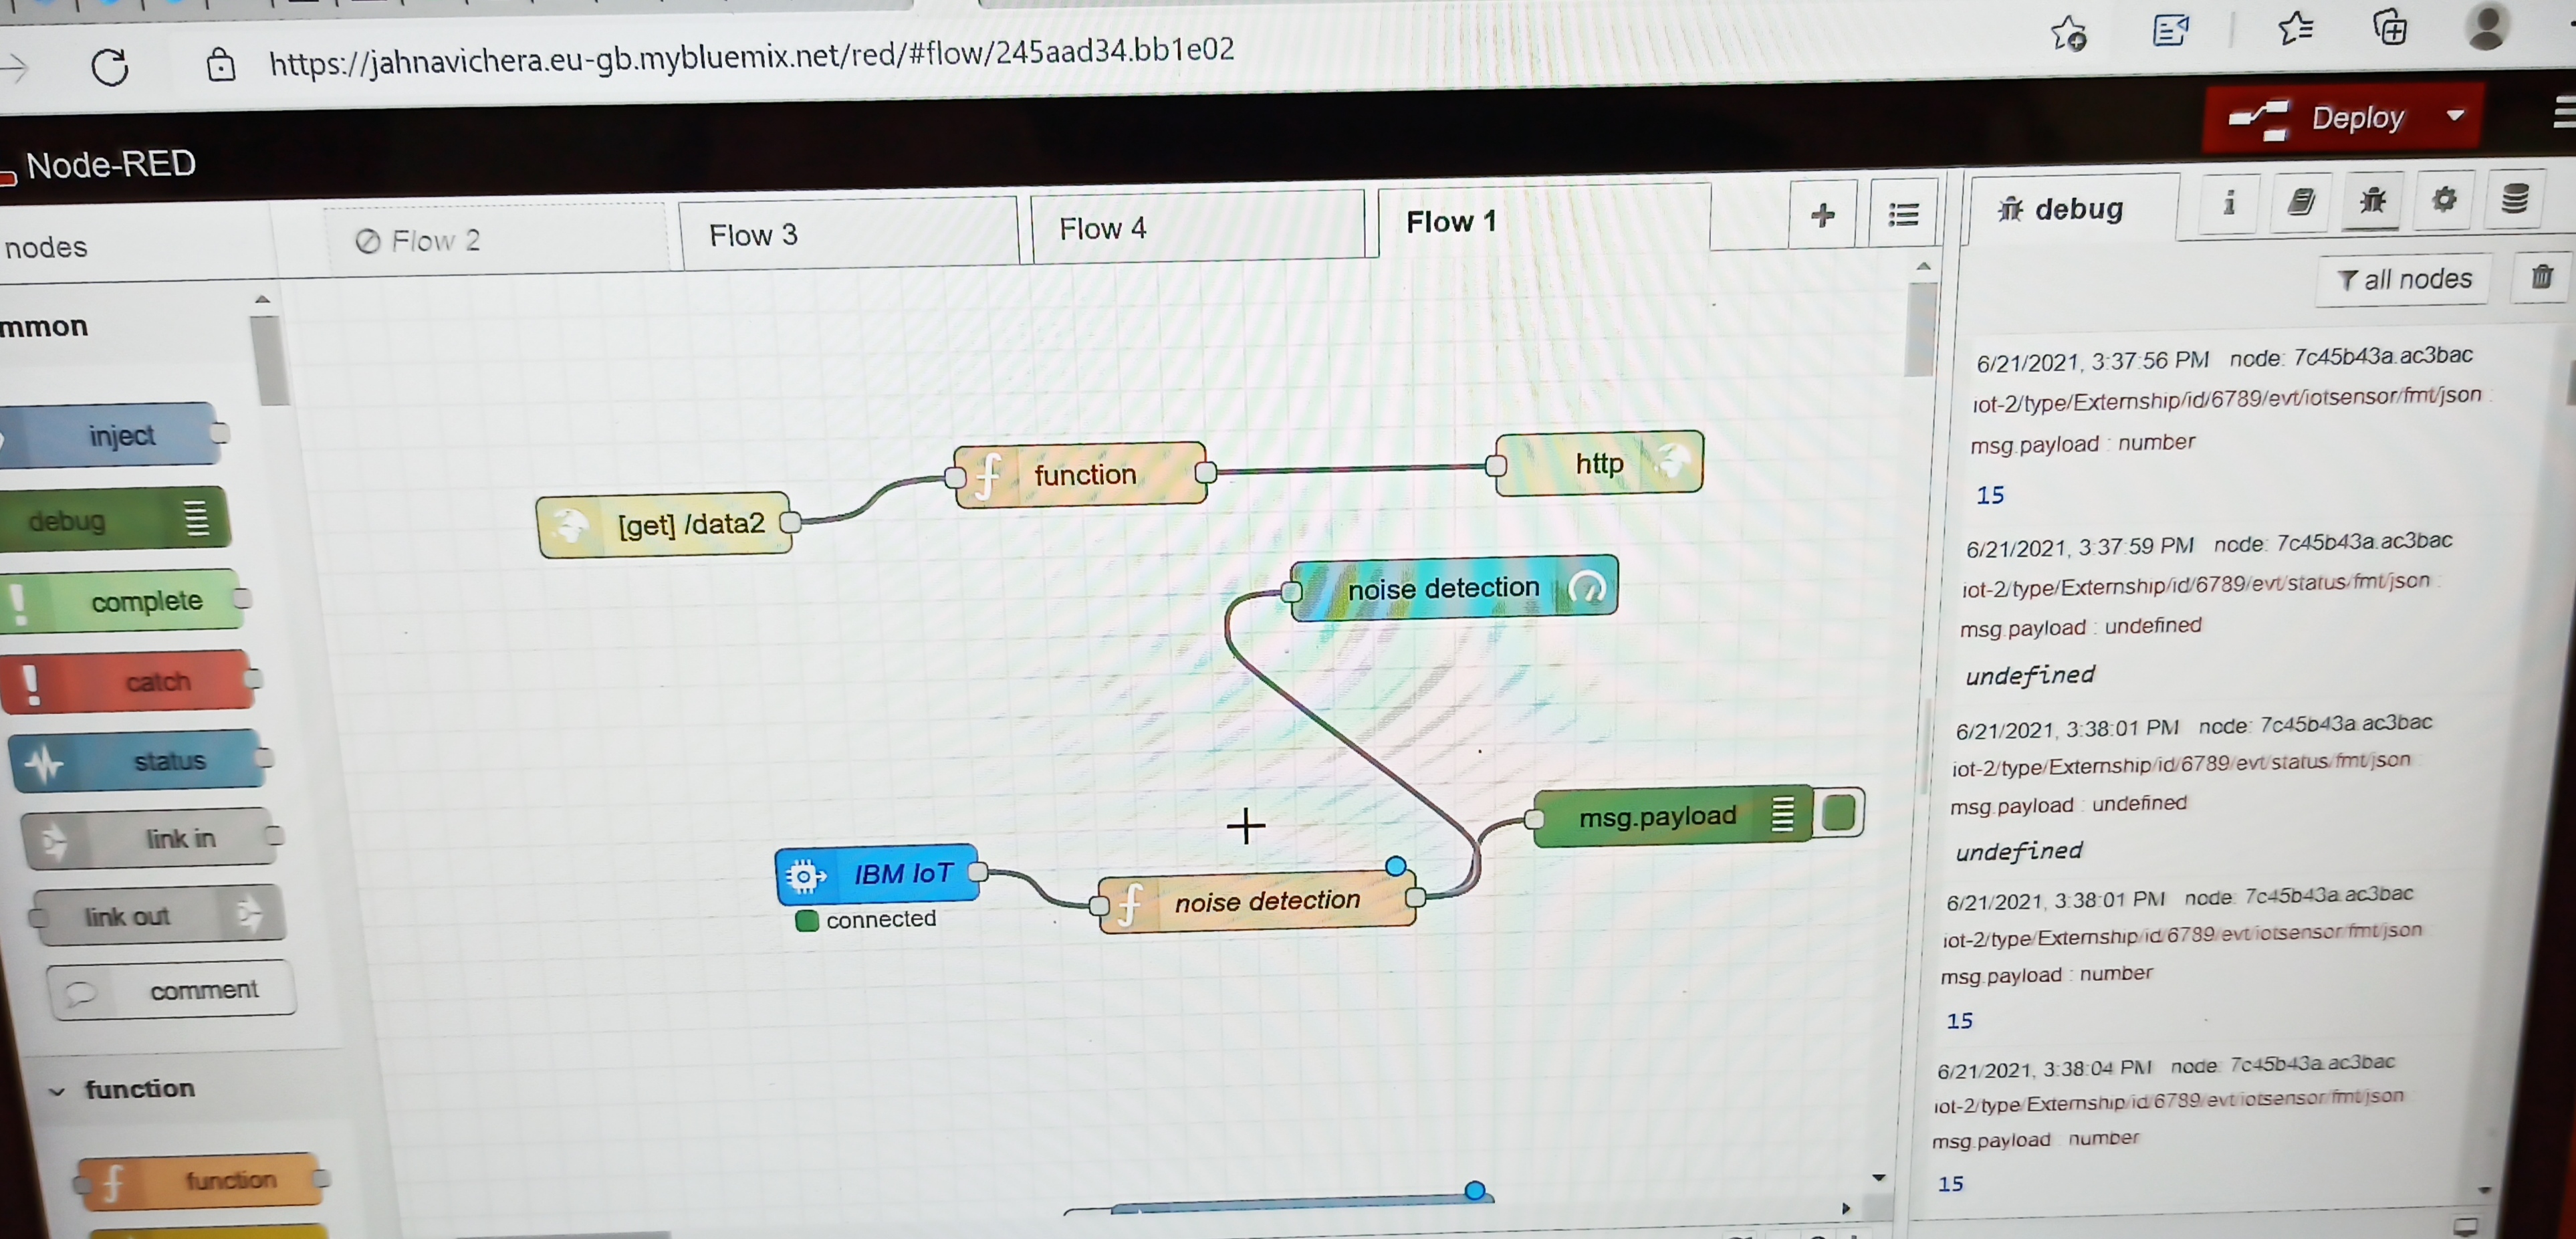 https://jahnavichera.eu-gb.mybluemix.net/red/#flow/245aad34.bb1e02
Node-RED
Deploy
nodes
Flow 2
Flow 3
Flow 4
Flow 1
debug
i
all nodes
mmon
inject
debug
complete
catch
status
link in
link out
comment
function
function
[get] /data2
function
http
noise detection
msg.payload
IBM IoT
connected
noise detection
6/21/2021, 3:37:56 PM node: 7c45b43a.ac3bac
iot-2/type/Externship/id/6789/evt/iotsensor/fmt/json :
msg.payload : number
15
6/21/2021, 3:37:59 PM node: 7c45b43a.ac3bac
iot-2/type/Externship/id/6789/evt/status/fmt/json :
msg.payload : undefined
undefined
6/21/2021, 3:38:01 PM node: 7c45b43a.ac3bac
iot-2/type/Externship/id/6789/evt/status/fmt/json
msg.payload : undefined
undefined
6/21/2021, 3:38:01 PM node: 7c45b43a.ac3bac
iot-2/type/Externship/id/6789/evt/iotsensor/fmt/json
msg.payload : number
15
6/21/2021, 3:38:04 PM node: 7c45b43a.ac3bac
iot-2/type/Externship/id/6789/evt/iotsensor/fmt/json
msg.payload : number
15